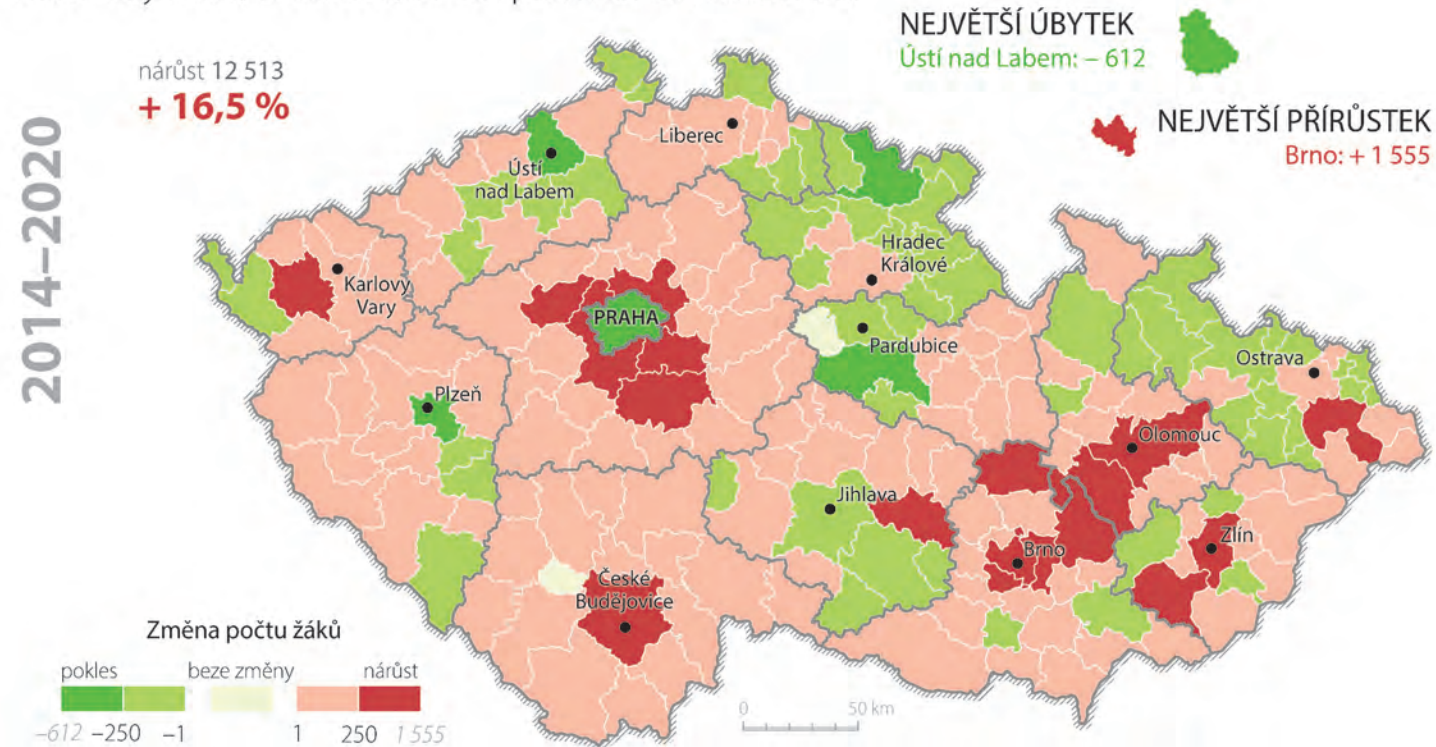 NEJVĚTŠÍ ÚBYTEK
Ústí nad Labem: – 612
NEJVĚTŠÍ PŘÍRŮSTEK
Brno: + 1 555
nárůst 12 513
+ 16,5 %
2014–2020
Liberec
Ústí
nad Labem
Hradec
Králové
Karlovy
Vary
PRAHA
Pardubice
Ostrava
Plzeň
Olomouc
Jihlava
Zlín
Brno
České
Budějovice
Změna počtu žáků
pokles beze změny nárůst
–612 –250 –1 1 250 1 555
0 50 km